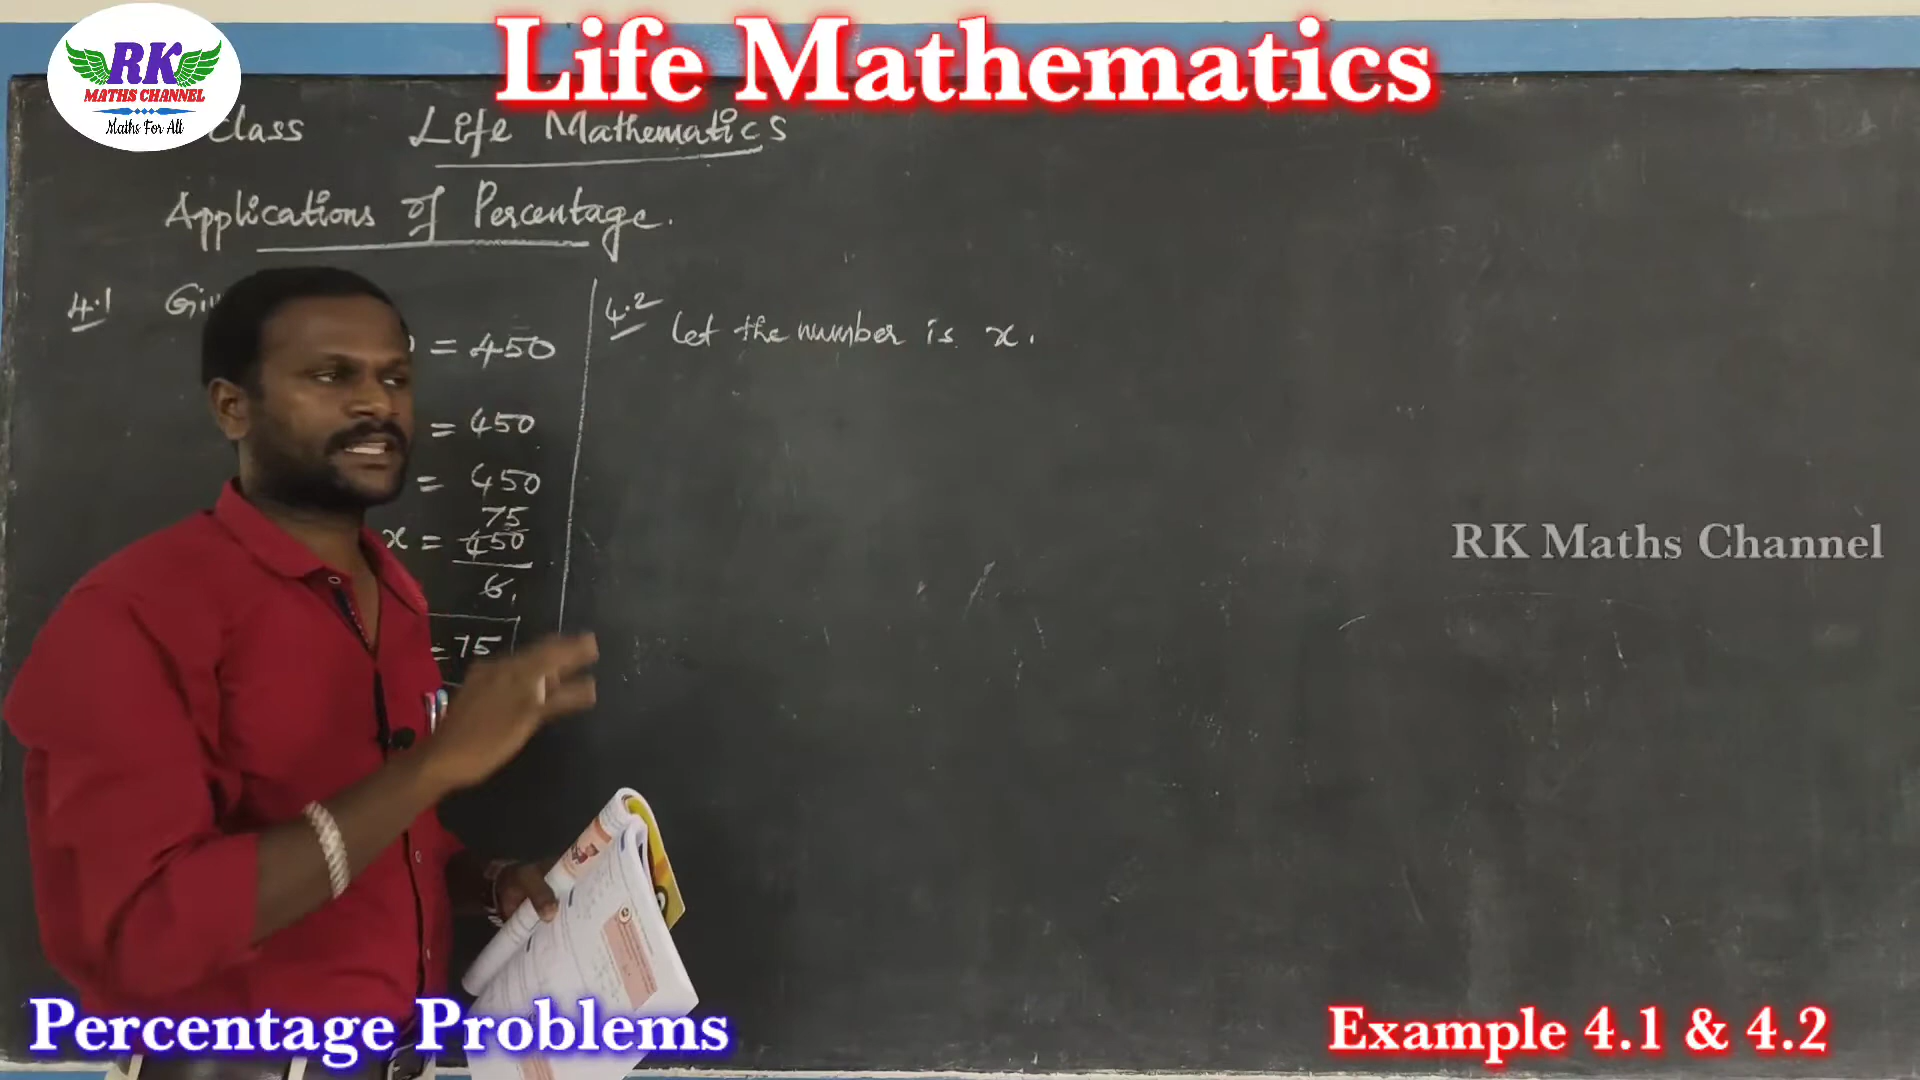 Life Mathematics
RK
MATHS CHANNEL
Maths For All
Class Life Mathematics
Applications of Percentage.
4.1
= 450
= 450
= 450
75
x = 450
6.
= 75
4.2
Let the number is x.
RK Maths Channel
Percentage Problems
Example 4.1 & 4.2